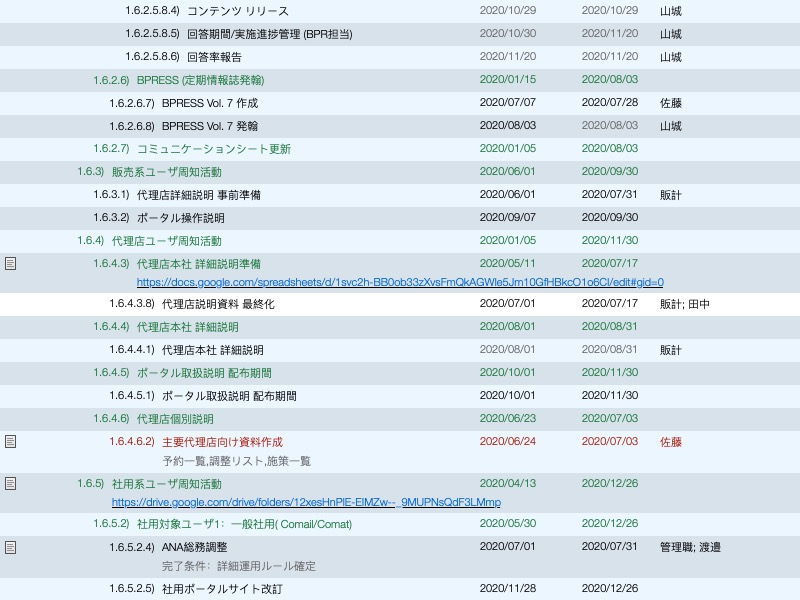 1.6.2.5.8.4) コンテンツ リリース 2020/10/29 2020/10/29 山城
1.6.2.5.8.5) 回答期間/実施進捗管理 (BPR担当) 2020/10/30 2020/11/20 山城
1.6.2.5.8.6) 回答率報告 2020/11/20 2020/11/20 山城
1.6.2.6) BPRESS (定期情報誌発翰) 2020/01/15 2020/08/03
1.6.2.6.7) BPRESS Vol. 7 作成 2020/07/07 2020/07/28 佐藤
1.6.2.6.8) BPRESS Vol. 7 発翰 2020/08/03 2020/08/03 山城
1.6.2.7) コミュニケーションシート更新 2020/01/05 2020/08/03
1.6.3) 販売系ユーザ周知活動 2020/06/01 2020/09/30
1.6.3.1) 代理店詳細説明 事前準備 2020/06/01 2020/07/31 販計
1.6.3.2) ポータル操作説明 2020/09/07 2020/09/30
1.6.4) 代理店ユーザ周知活動 2020/01/05 2020/11/30
1.6.4.3) 代理店本社 詳細説明準備 2020/05/11 2020/07/17
https://docs.google.com/spreadsheets/d/1svc2h-BB0ob33zXvsFmQkAGWle5Jm10GfHBkcO1o6CI/edit#gid=0
1.6.4.3.8) 代理店説明資料 最終化 2020/07/01 2020/07/17 販計; 田中
1.6.4.4) 代理店本社 詳細説明 2020/08/01 2020/08/31
1.6.4.4.1) 代理店本社 詳細説明 2020/08/01 2020/08/31 販計
1.6.4.5) ポータル取扱説明 配布期間 2020/10/01 2020/11/30
1.6.4.5.1) ポータル取扱説明 配布期間 2020/10/01 2020/11/30
1.6.4.6) 代理店個別説明 2020/06/23 2020/07/03
1.6.4.6.2) 主要代理店向け資料作成 2020/06/24 2020/07/03 佐藤
予約一覧,調整リスト,施策一覧
1.6.5) 社用系ユーザ周知活動 2020/04/13 2020/12/26
https://drive.google.com/drive/folders/12xesHnPlE-ElMZw--_9MUPNsQdF3LMmp
1.6.5.2) 社用対象ユーザ1: 一般社用( Comail/Comat) 2020/05/30 2020/12/26
1.6.5.2.4) ANA総務調整 2020/07/01 2020/07/31 管理職; 渡邉
完了条件: 詳細運用ルール確定
1.6.5.2.5) 社用ポータルサイト改訂 2020/11/28 2020/12/26